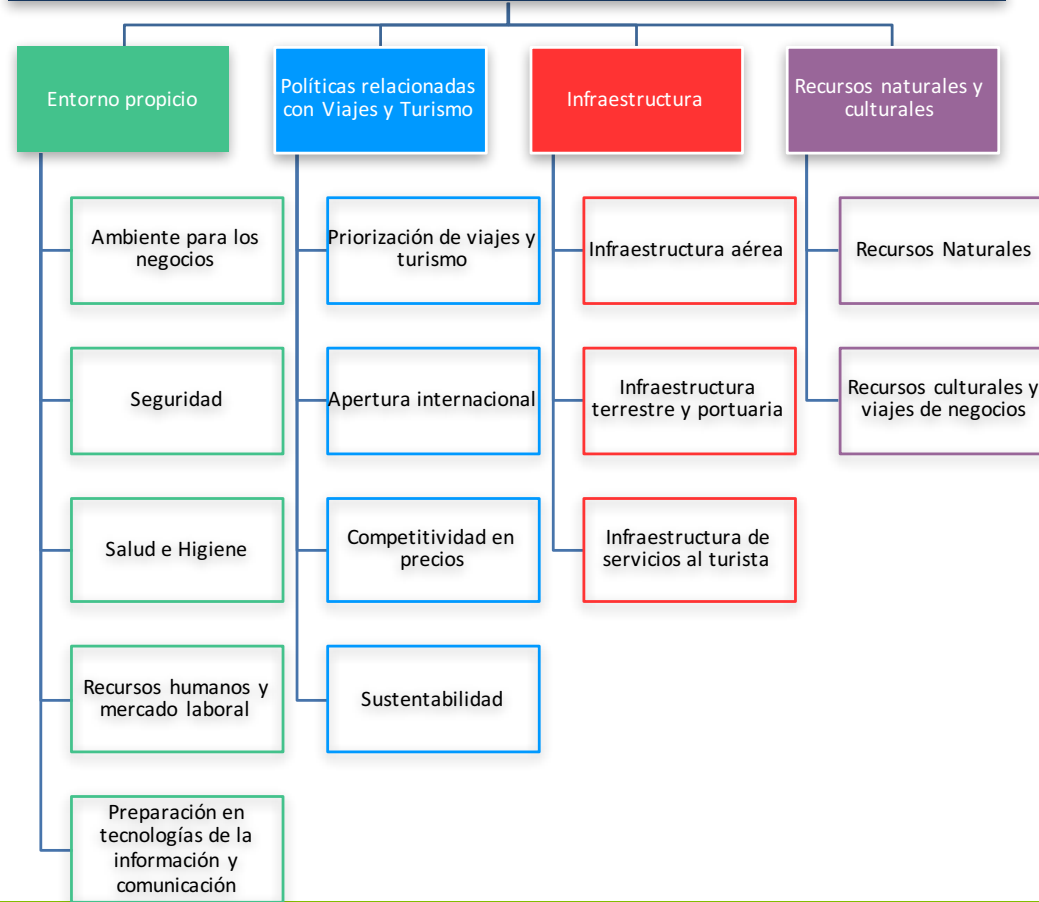 Entorno propicio
Políticas relacionadas
con Viajes y Turismo
Infraestructura
Recursos naturales y
culturales
Ambiente para los
negocios
Priorización de viajes y
turismo
Infraestructura aérea
Recursos Naturales
Seguridad
Apertura internacional
Infraestructura
terrestre y portuaria
Recursos culturales y
viajes de negocios
Salud e Higiene
Competitividad en
precios
Infraestructura de
servicios al turista
Recursos humanos y
mercado laboral
Sustentabilidad
Preparación en
tecnologías de la
información y
comunicación